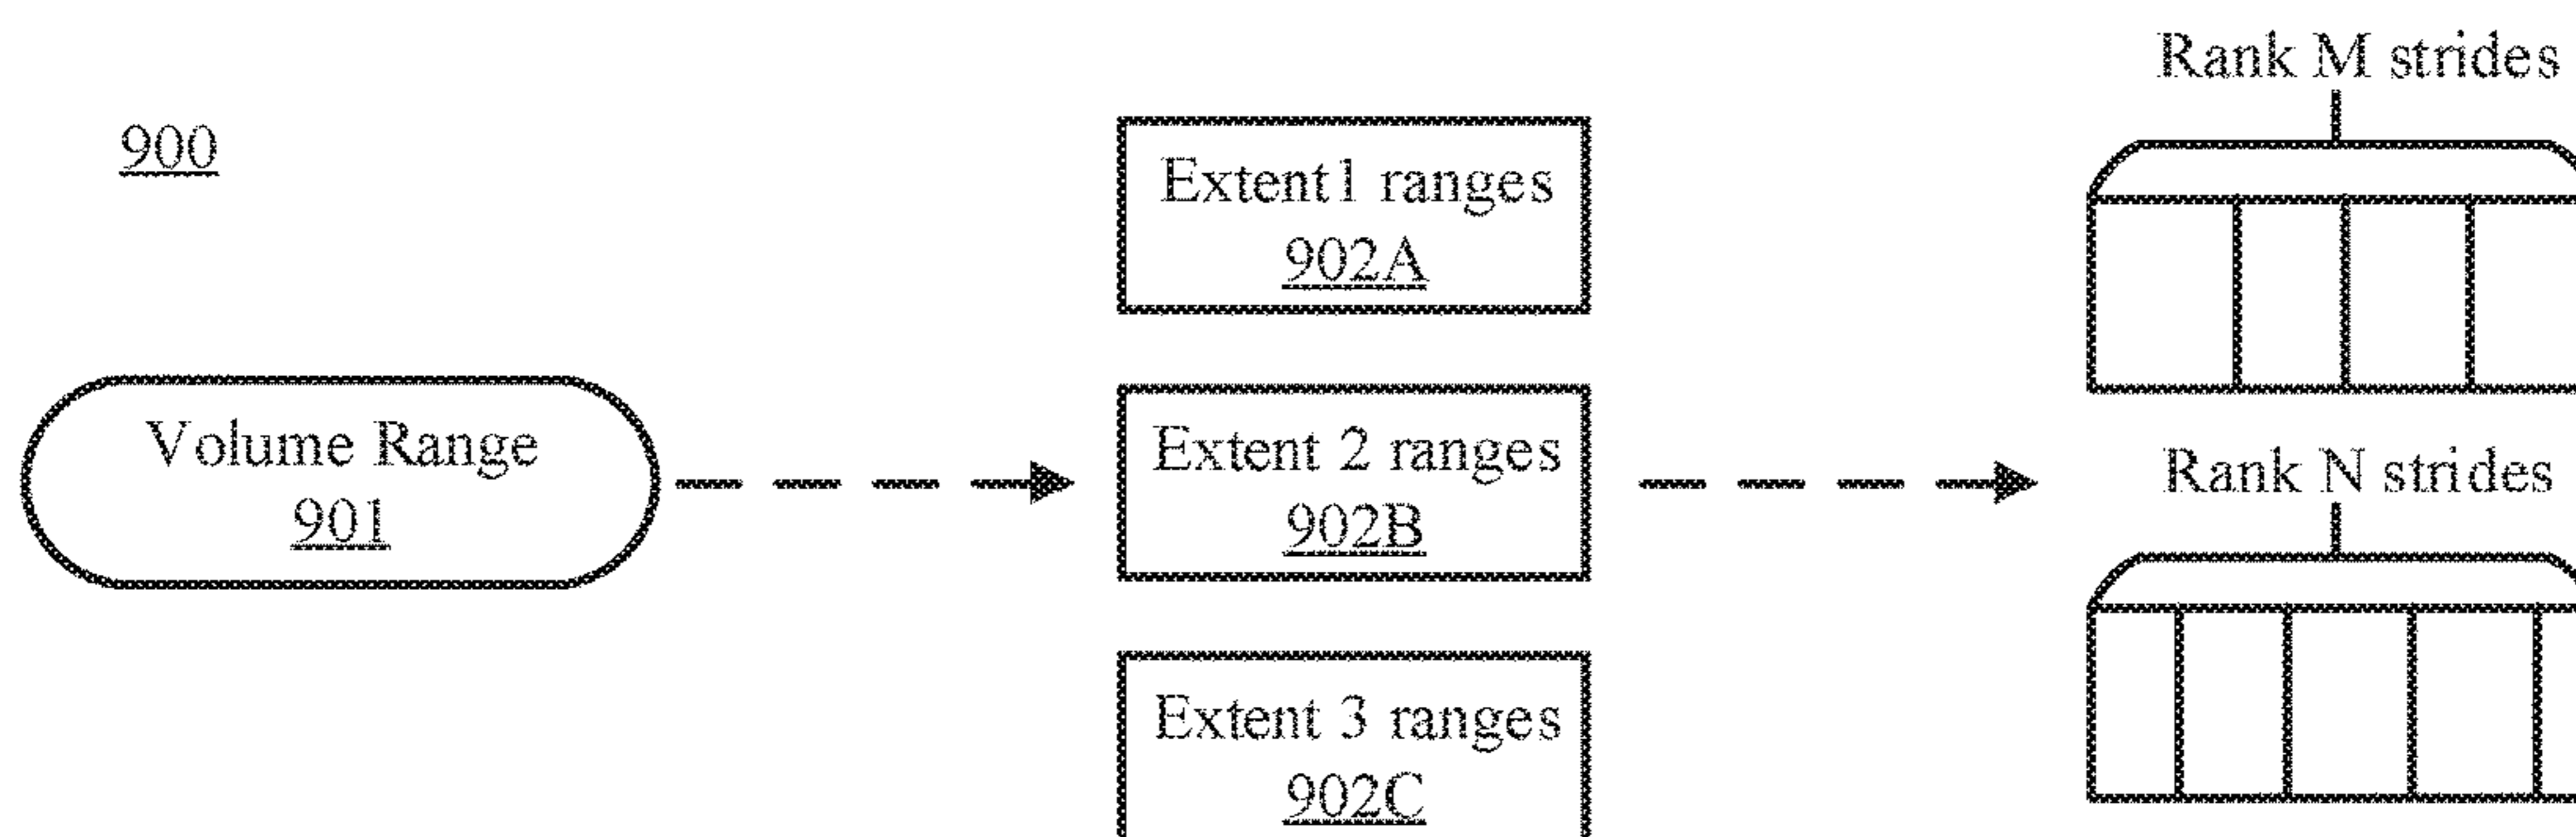 900
Volume Range
901
Extent1 ranges
902A
Extent 2 ranges
902B
Extent 3 ranges
902C
Rank M strides
Rank N strides